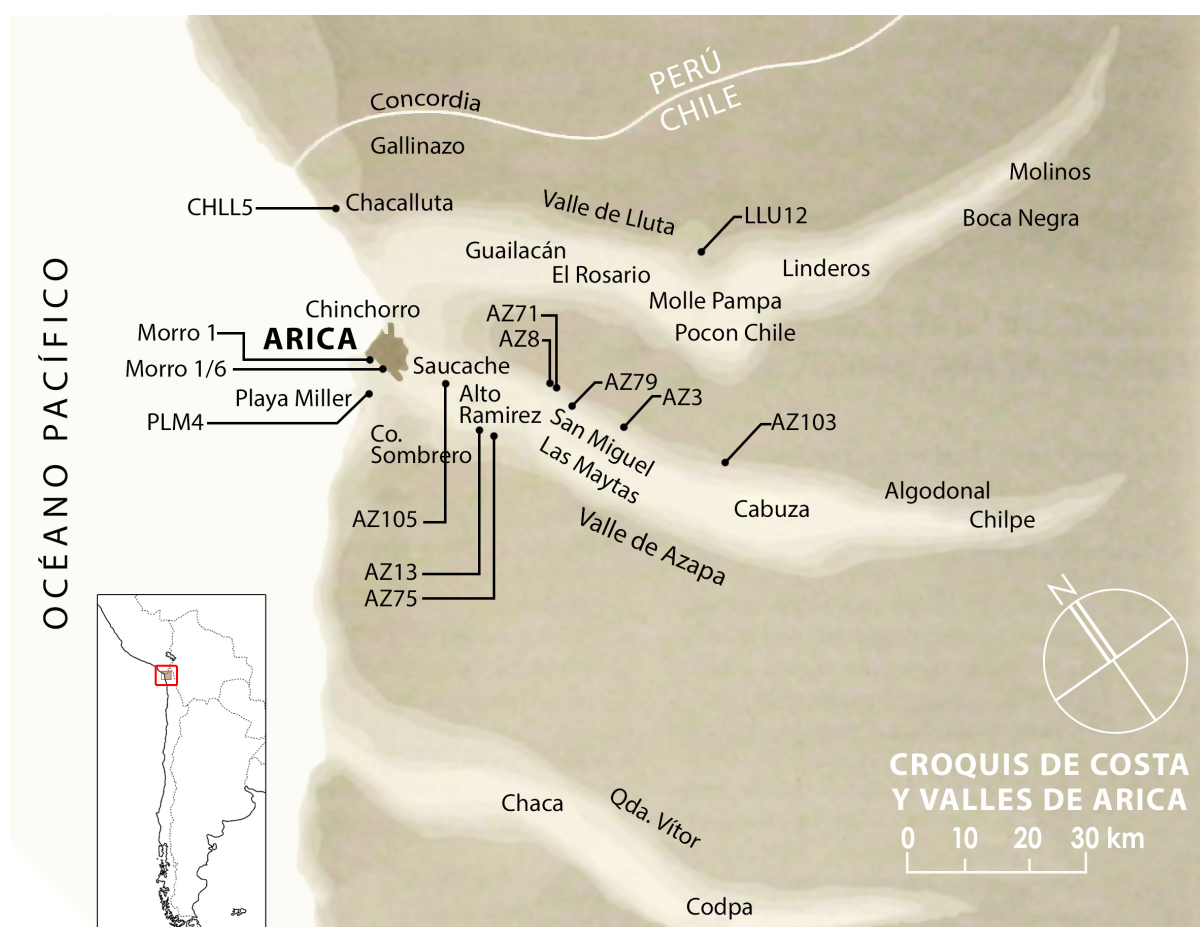 PERÚ
CHILE
Concordia
Gallinazo
Molinos
CHLL5
Chacalluta
Valle de Lluta
LLU12
Boca Negra
Guailacán
El Rosario
Linderos
OCÉANO PACÍFICO
Chinchorro
Molle Pampa
AZ71
Morro 1
ARICA
AZ8
Pocon Chile
Morro 1/6
Saucache
AZ79
Playa Miller
Alto
Ramirez
AZ3
PLM4
San Miguel
AZ103
Co.
Sombrero
Las Maytas
Algodonal
Cabuza
Chilpe
AZ105
Valle de Azapa
AZ13
AZ75
N
CROQUIS DE COSTA
Y VALLES DE ARICA
Chaca
Qda. Vítor
0 10 20 30 km
Codpa